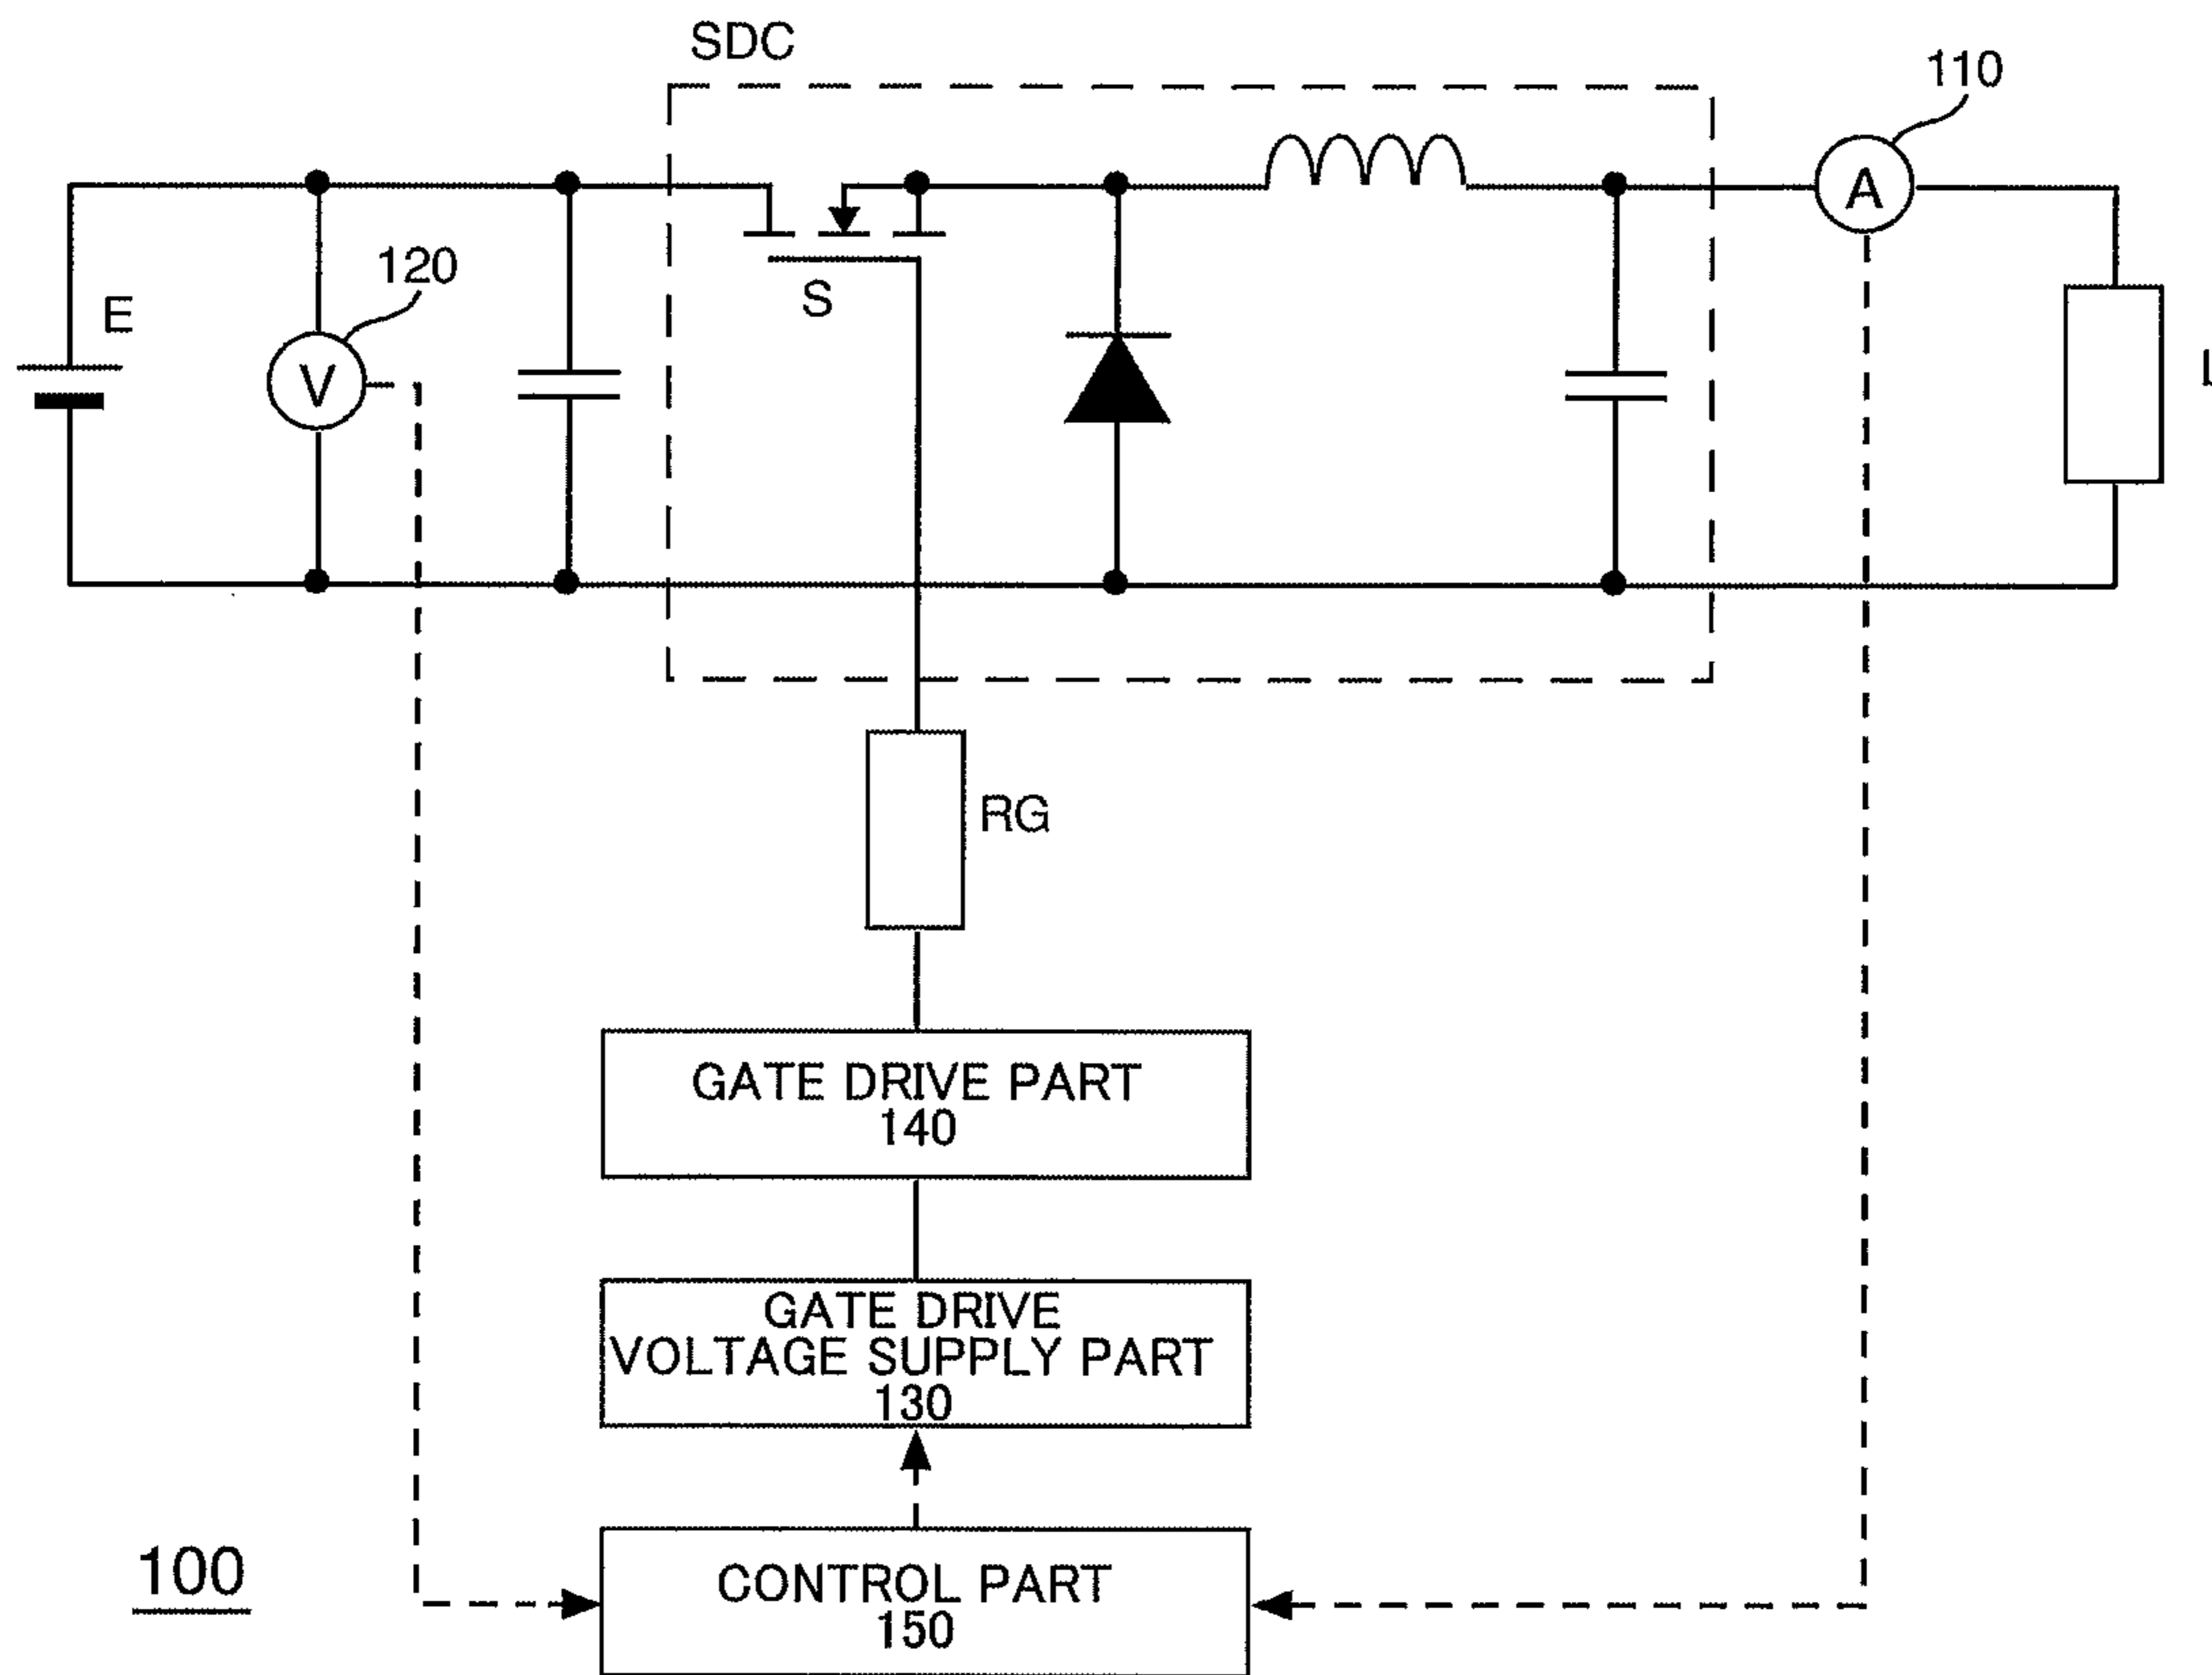 SDC
110
A
120
E
V
S
L
RG
GATE DRIVE PART
140
GATE DRIVE
VOLTAGE SUPPLY PART
130
100
CONTROL PART
150